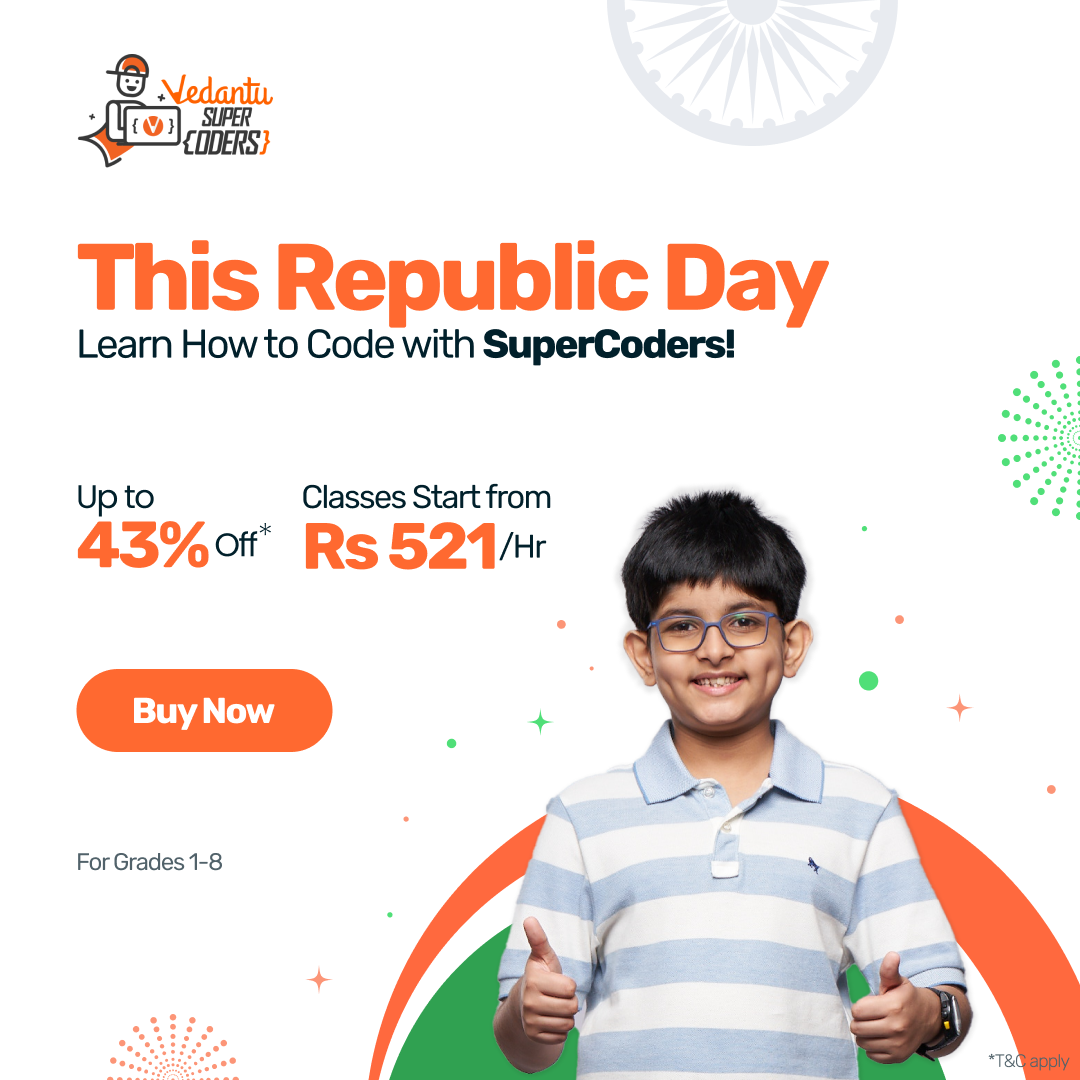 Vedantu
SUPER
{CODERS}
{ V }
This Republic Day
Learn How to Code with SuperCoders!
Up to
43% Off*
Classes Start from
Rs 521/Hr
Buy Now
For Grades 1-8
*T&C apply